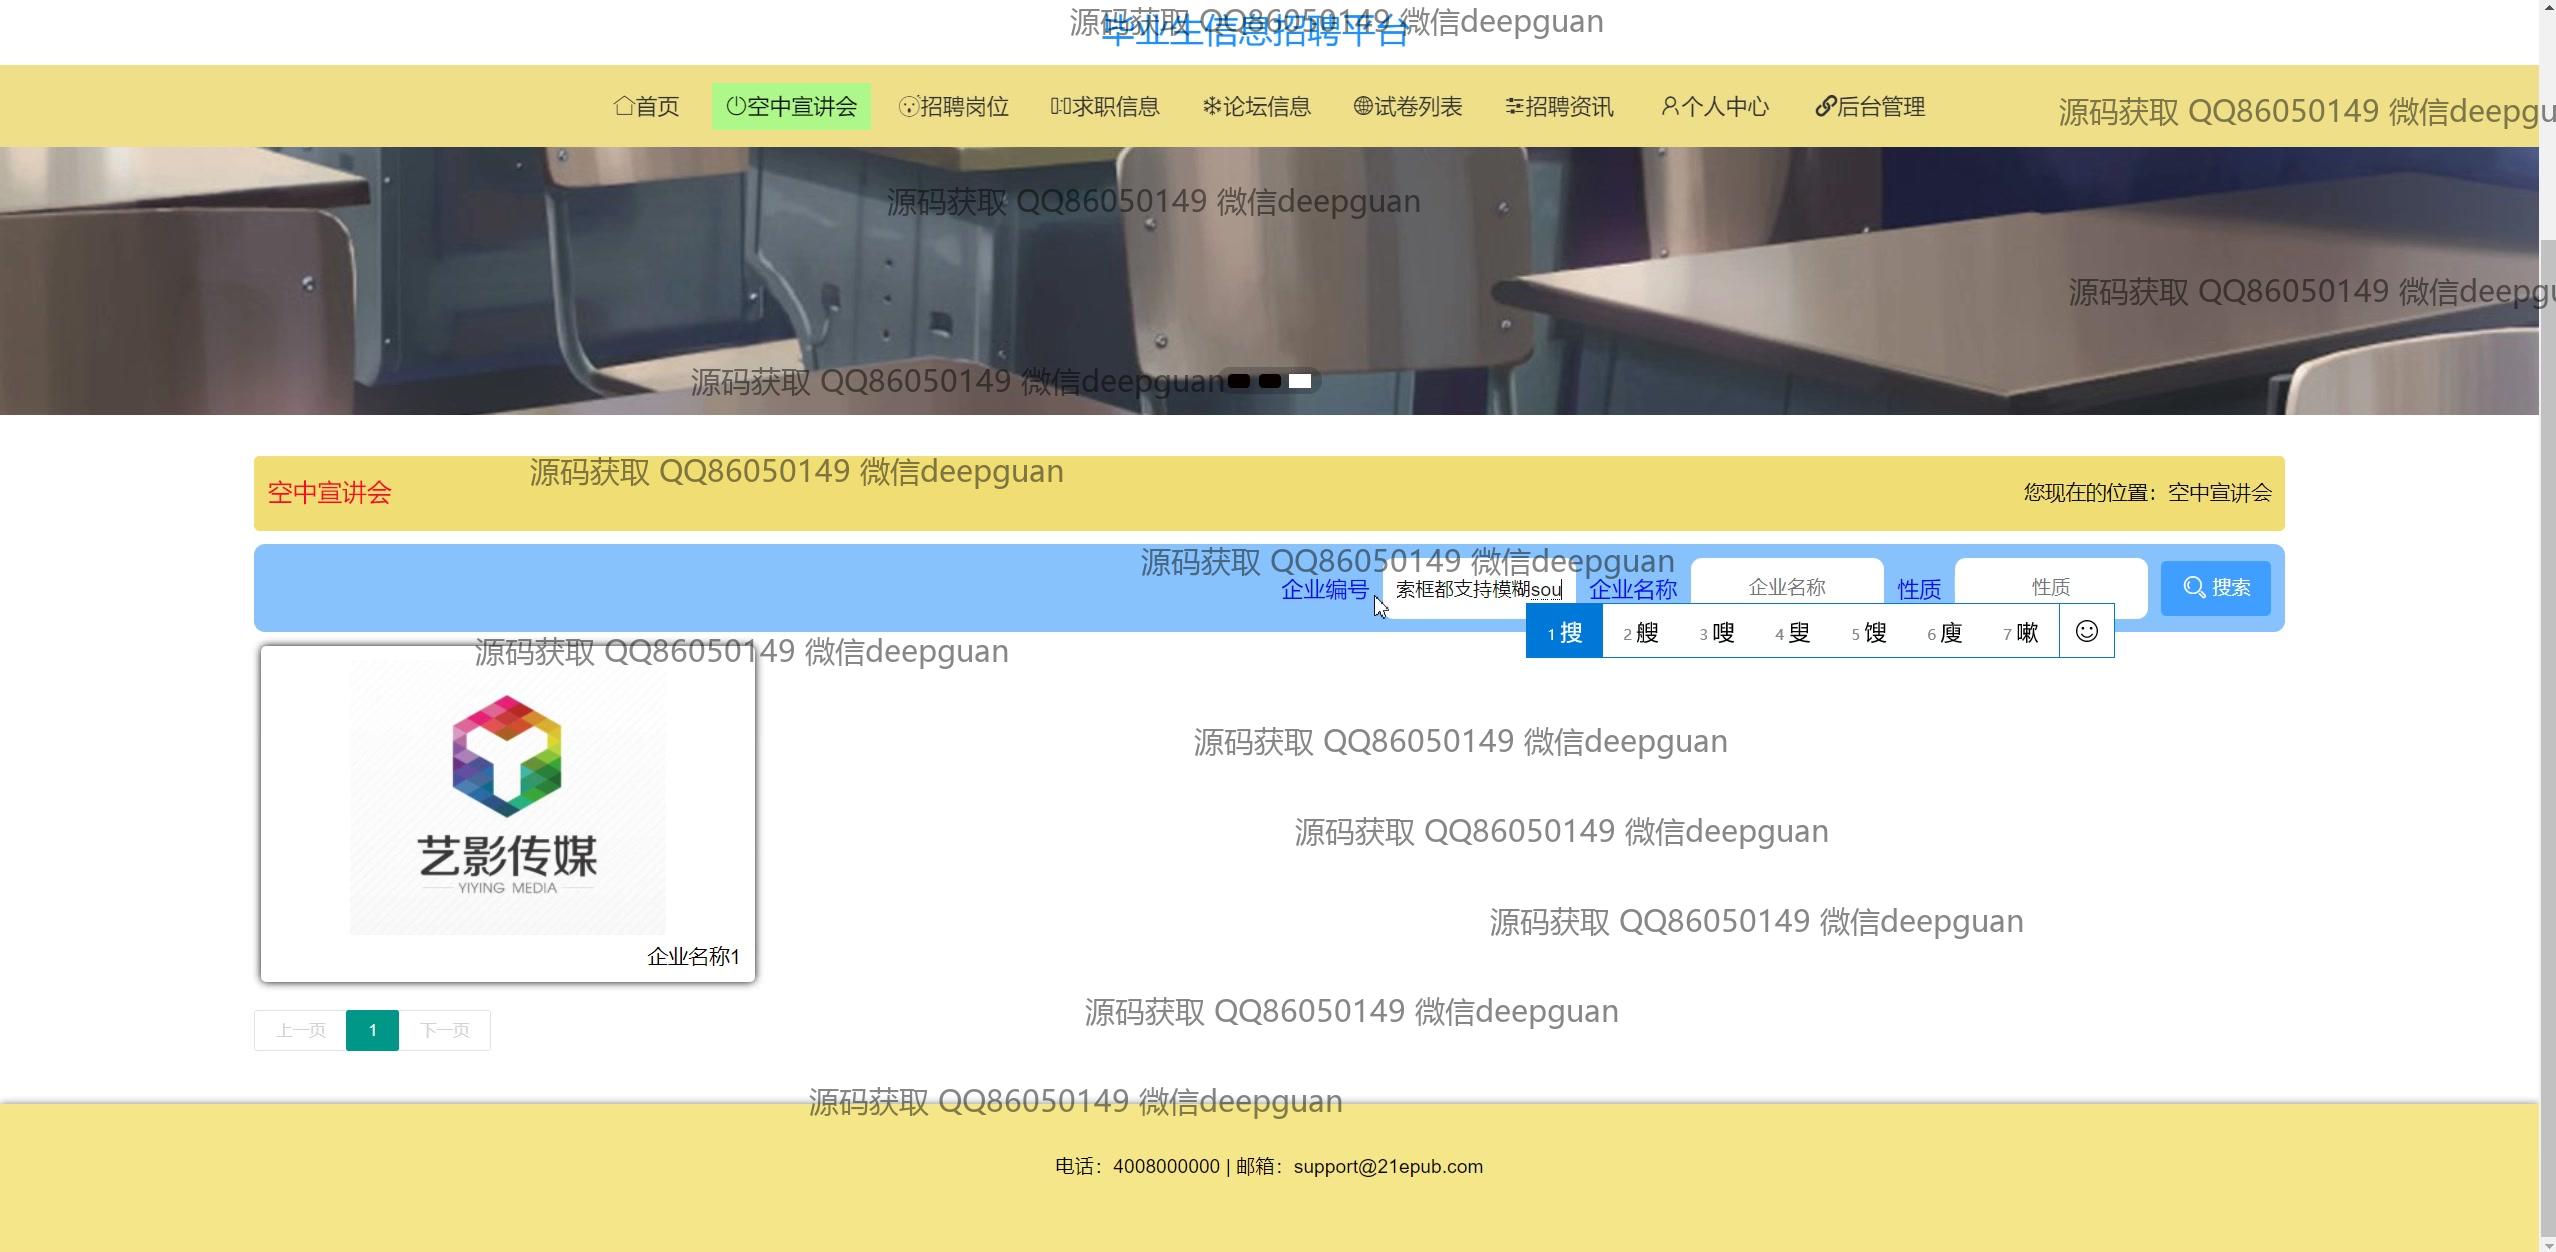 源码获取 QQ86050149 微信deepguan
毕业生信息招聘平台
首页 空中宣讲会 招聘岗位 求职信息 论坛信息 试卷列表 招聘资讯 个人中心 后台管理
源码获取 QQ86050149 微信deepgu
源码获取 QQ86050149 微信deepguan
源码获取 QQ86050149 微信deepgu
源码获取 QQ86050149 微信deepguan
源码获取 QQ86050149 微信deepguan
空中宣讲会 您现在的位置：空中宣讲会
源码获取 QQ86050149 微信deepguan
企业编号 索框都支持模糊sou 企业名称 企业名称 性质 性质 搜索
1 搜 2 艘 3 嗖 4 叟 5 馊 6 廋 7 嗽
源码获取 QQ86050149 微信deepguan
艺影传媒
YIYING MEDIA
企业名称1
源码获取 QQ86050149 微信deepguan
源码获取 QQ86050149 微信deepguan
源码获取 QQ86050149 微信deepguan
源码获取 QQ86050149 微信deepguan
上一页 1 下一页
源码获取 QQ86050149 微信deepguan
电话：4008000000 | 邮箱：support@21epub.com